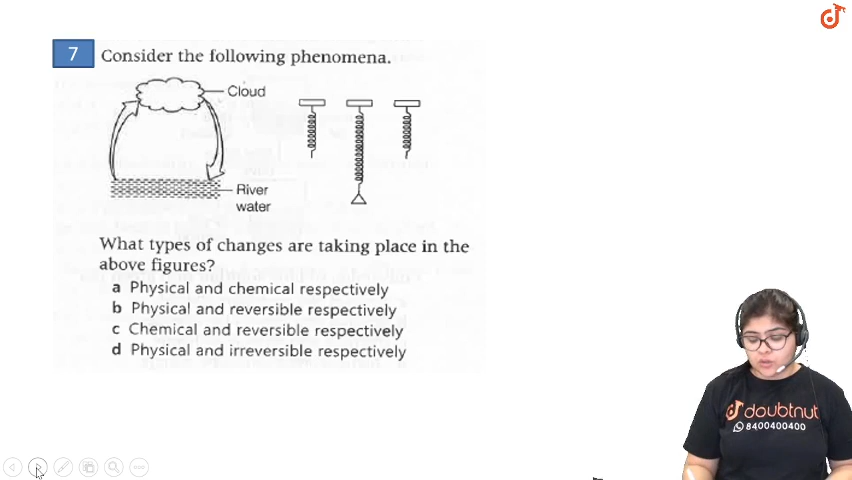 7 Consider the following phenomena.
Cloud
River
water
What types of changes are taking place in the
above figures?
a Physical and chemical respectively
b Physical and reversible respectively
c Chemical and reversible respectively
d Physical and irreversible respectively
doubtnut
8400400400